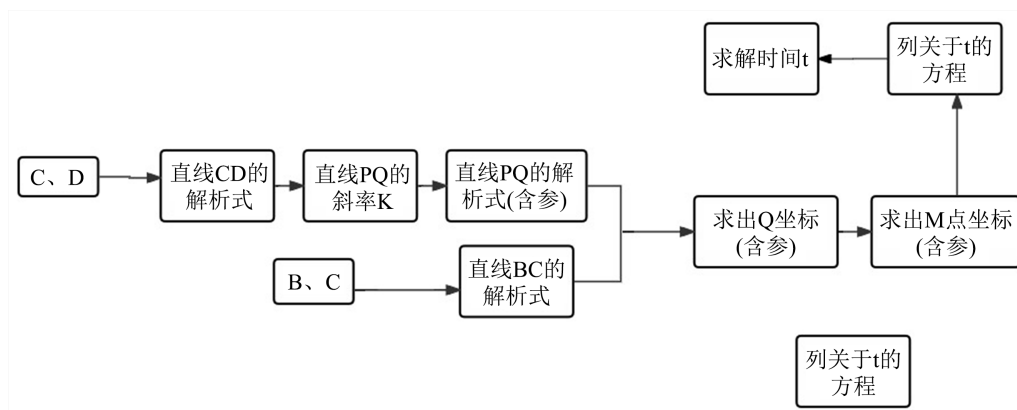 求解时间t
列关于t的
方程
C、D
直线CD的
解析式
直线PQ的
斜率K
直线PQ的解
析式(含参)
B、C
直线BC的
解析式
求出Q坐标
(含参)
求出M点坐标
(含参)
列关于t的
方程